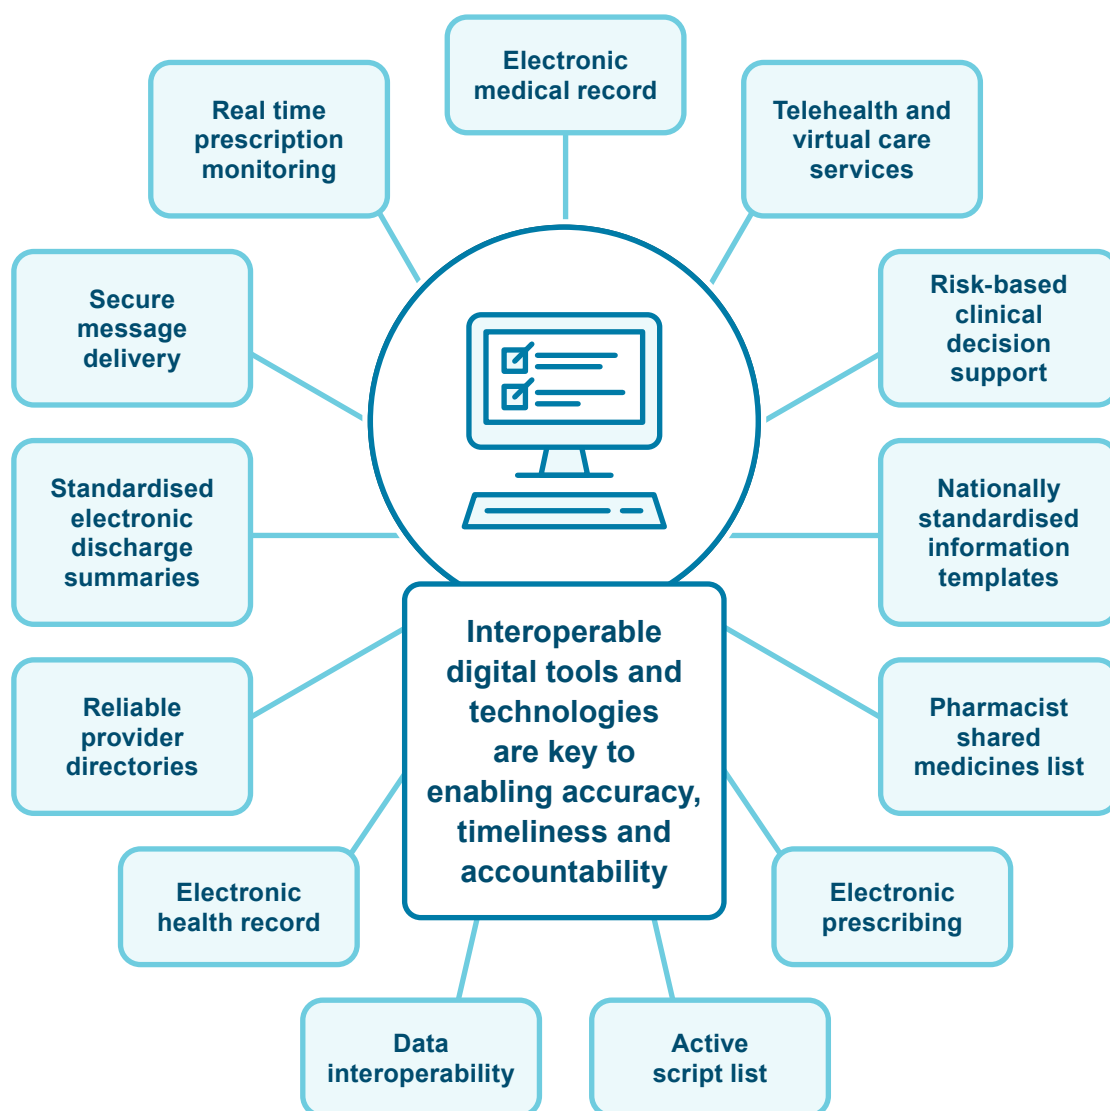 Electronic
medical record
Telehealth and
virtual care
services
Risk-based
clinical
decision
support
Nationally
standardised
information
templates
Pharmacist
shared
medicines list
Electronic
prescribing
Active
script list
Data
interoperability
Electronic
health record
Reliable
provider
directories
Standardised
electronic
discharge
summaries
Secure
message
delivery
Real time
prescription
monitoring
Interoperable
digital tools and
technologies
are key to
enabling accuracy,
timeliness and
accountability